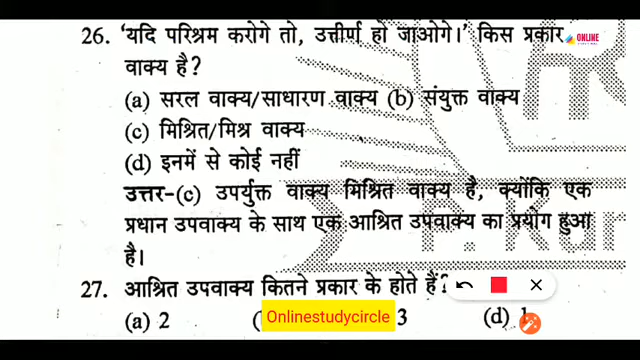 26. ‘यदि परिश्रम करोगे तो, उत्तीर्ण हो जाओगे।’ किस प्रकार
ONLINE
वाक्य है?
(a) सरल वाक्य/साधारण वाक्य (b) संयुक्त वाक्य
(c) मिश्रित/मिश्र वाक्य
(d) इनमें से कोई नहीं
उत्तर-(c) उपर्युक्त वाक्य मिश्रित वाक्य है, क्योंकि एक
प्रधान उपवाक्य के साथ एक आश्रित उपवाक्य का प्रयोग हुआ
है।
27. आश्रित उपवाक्य कितने प्रकार के होते हैं?
(a) 2 3 (d)
Onlinestudycircle